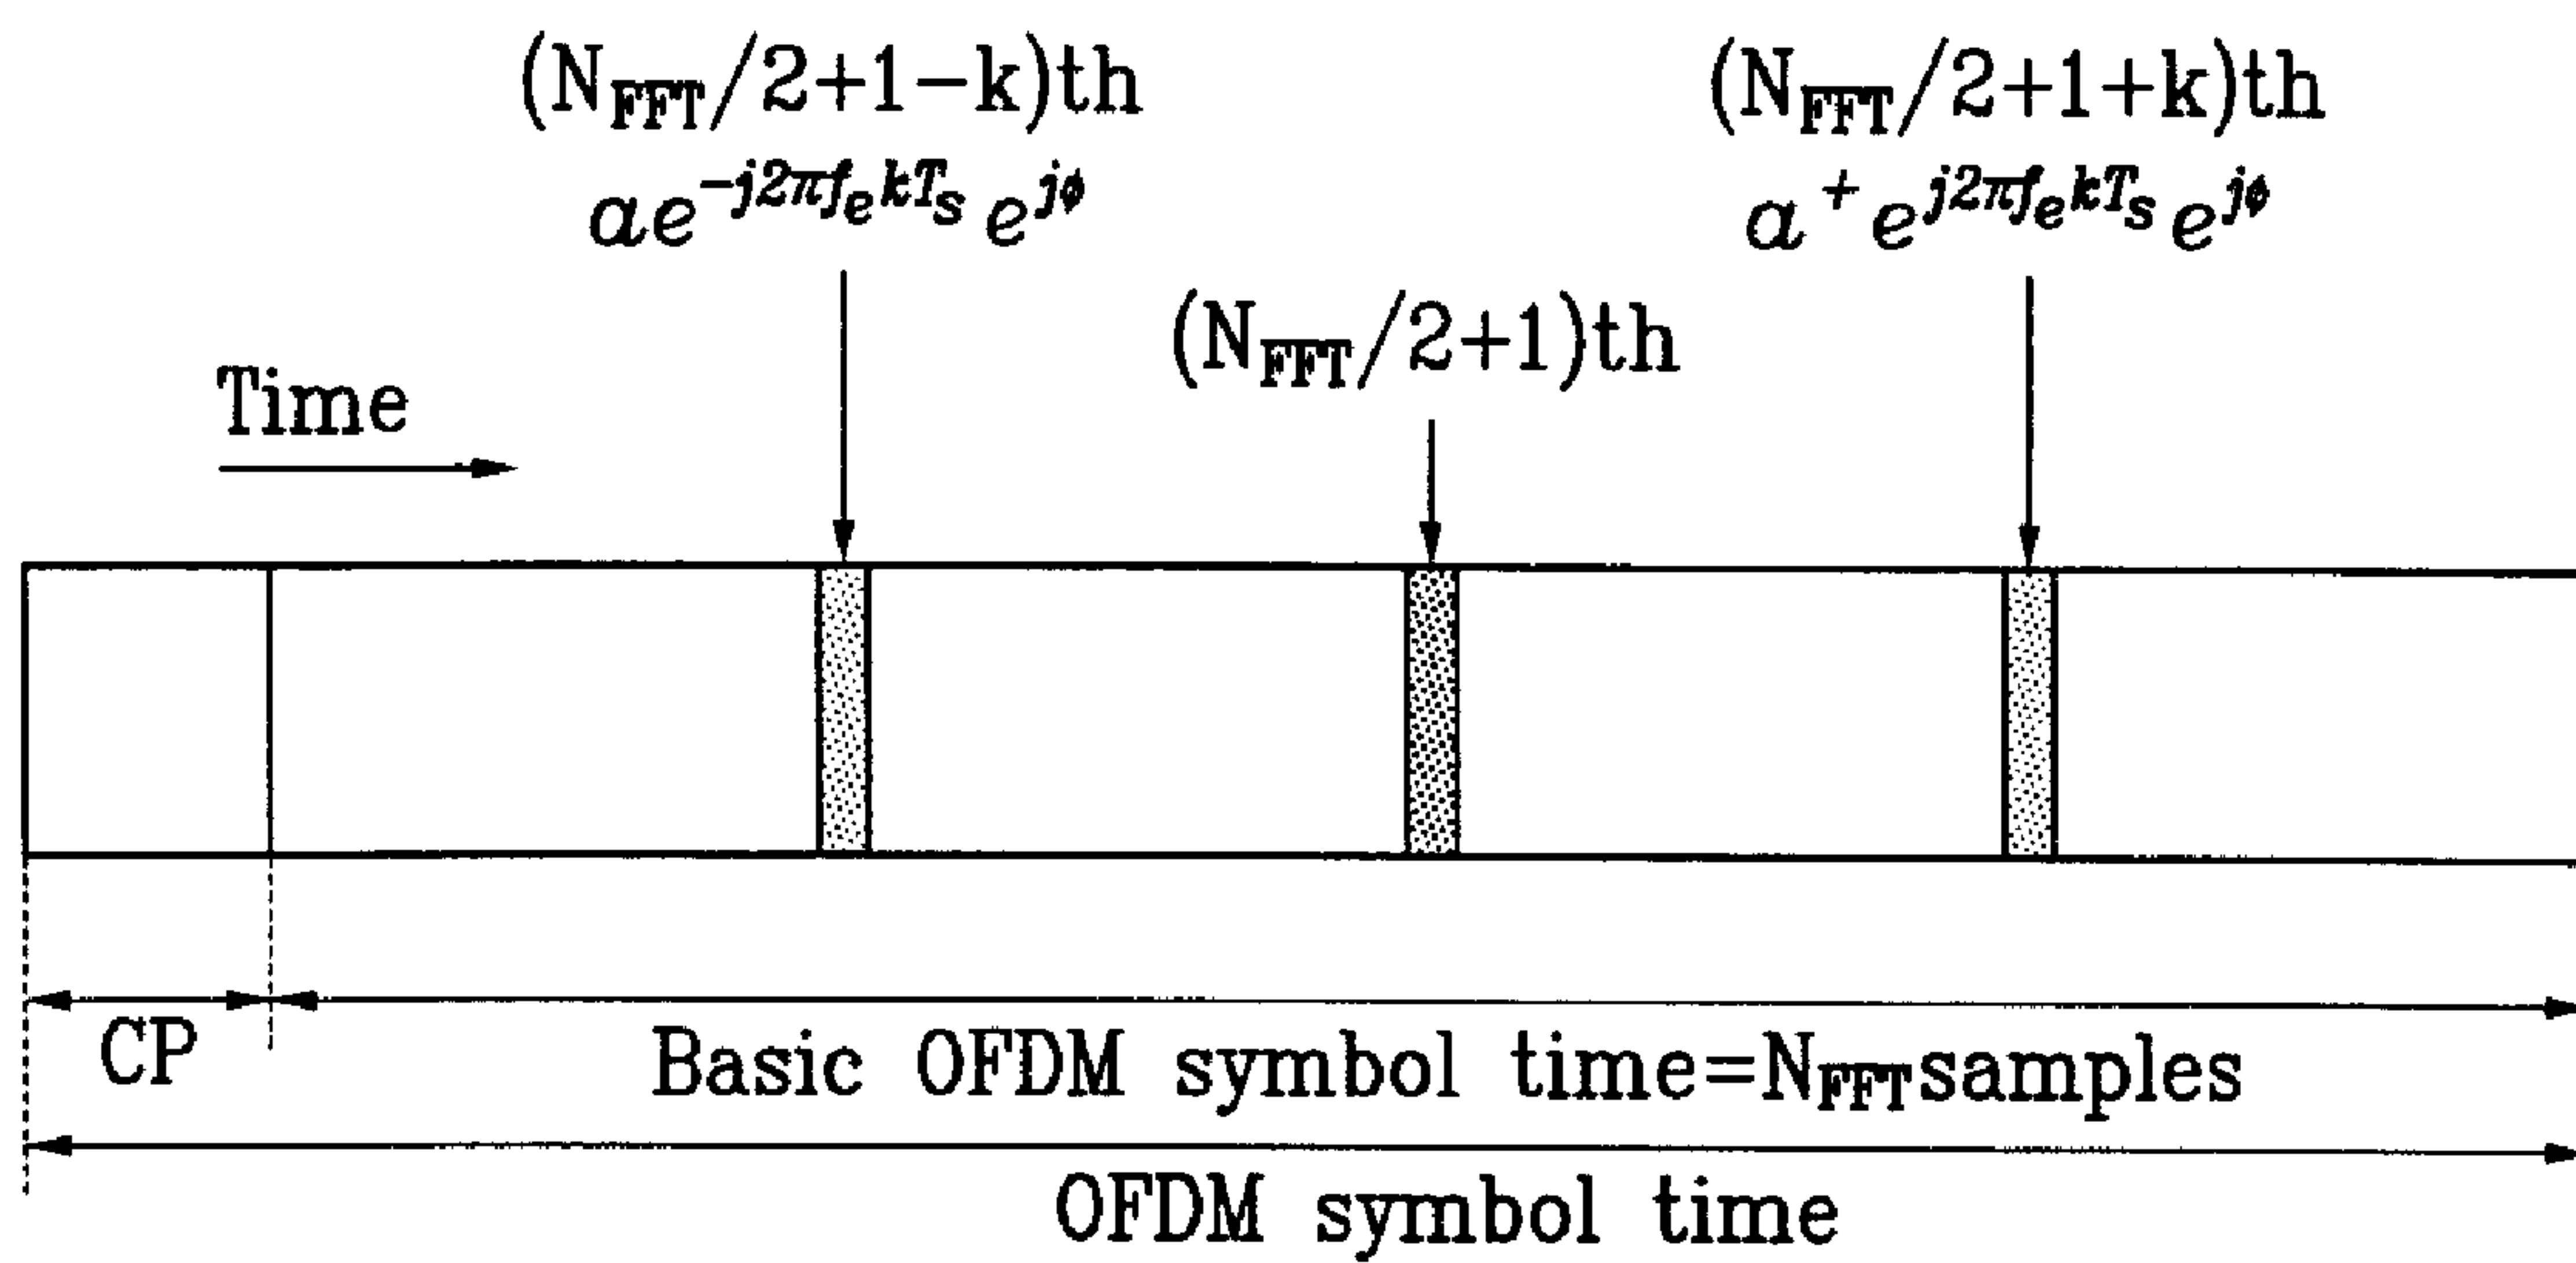 (N_FFT/2+1-k)th
ae^{-j2πf_e kT_s} e^{jϕ}
(N_FFT/2+1+k)th
a^+ e^{j2πf_e kT_s} e^{jϕ}
(N_FFT/2+1)th
Time
CP
Basic OFDM symbol time=N_FFT samples
OFDM symbol time